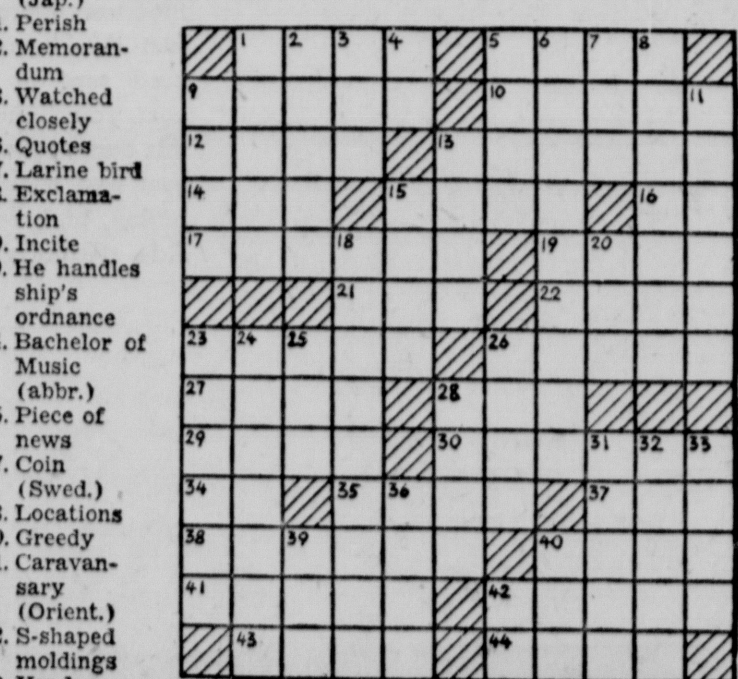 (Jap.)
. Perish
. Memoran-
dum
. Watched
closely
. Quotes
. Larine bird
. Exclama-
tion
. Incite
. He handles
ship's
ordnance
. Bachelor of
Music
(abbr.)
. Piece of
news
. Coin
(Swed.)
. Locations
. Greedy
. Caravan-
sary
(Orient.)
. S-shaped
moldings
1 2 3 4 5 6 7 8
9 10 11
12 13
14 15 16
17 18 19 20
21 22
23 24 25 26
27 28
29 30 31 32 33
34 35 36 37
38 39 40
41 42
43 44